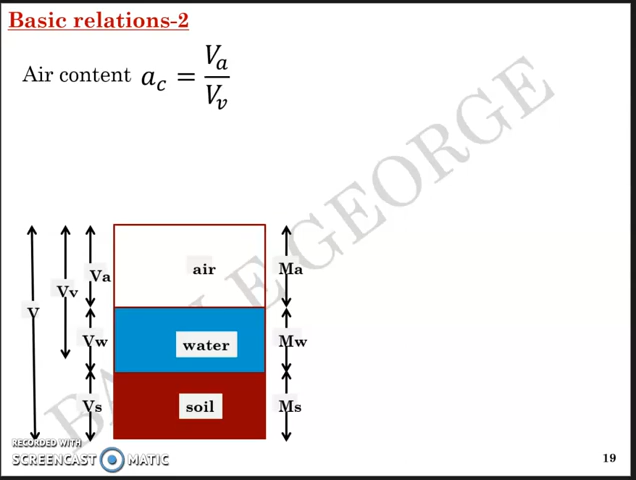 Basic relations-2
Air content a_c = V_a / V_v
air
Va
Ma
Vv
V
Vw
water
Mw
Vs
soil
Ms
RECORDED WITH
SCREENCAST MATIC
19